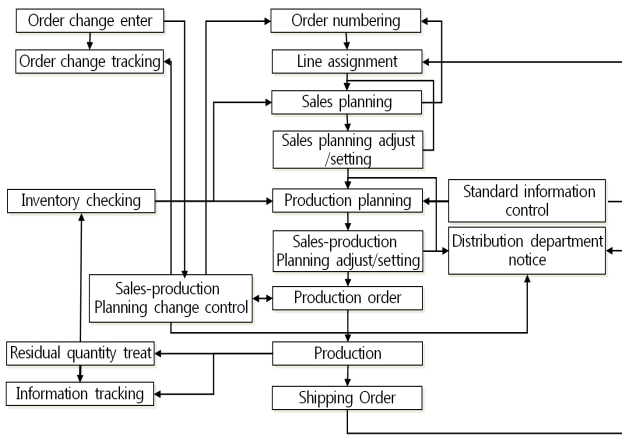 Order change enter
Order numbering
Order change tracking
Line assignment
Sales planning
Sales planning adjust
/setting
Inventory checking
Production planning
Standard information
control
Sales-production
Planning adjust/setting
Distribution department
notice
Sales-production
Planning change control
Production order
Residual quantity treat
Production
Information tracking
Shipping Order